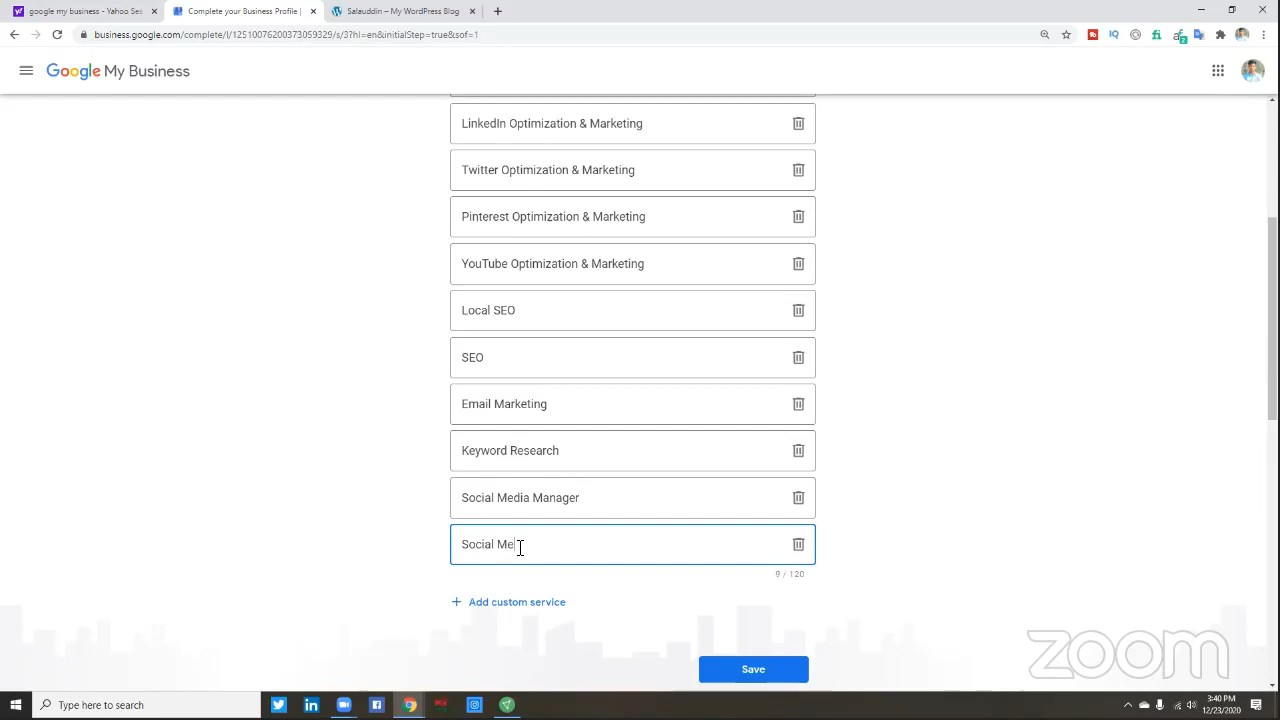 google my business - Yahoo Sea
Complete your Business Profile |
Salauddin – My WordPress Blog
business.google.com/complete/l/12510076200373059329/s/3?hl=en&initialStep=true&sof=1
Google My Business
LinkedIn Optimization & Marketing
Twitter Optimization & Marketing
Pinterest Optimization & Marketing
YouTube Optimization & Marketing
Local SEO
SEO
Email Marketing
Keyword Research
Social Media Manager
Social Me
9 / 120
+ Add custom service
zoom
Save
Type here to search
3:40 PM
12/23/2020